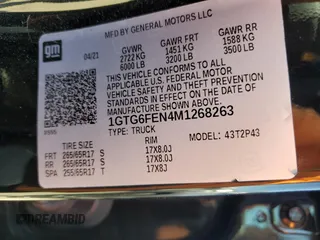 MFD BY GENERAL MOTORS LLC
gm
04/21 GVWR GAWR FRT GAWR RR
2722 KG 1451 KG 1588 KG
6000 LB 3200 LB 3500 LB
THIS VEHICLE CONFORMS TO ALL
APPLICABLE U.S. FEDERAL MOTOR
VEHICLE SAFETY AND THEFT PREVENTION
STANDARDS IN EFFECT ON THE DATE OF
MANUFACTURE SHOWN ABOVE.
1GTG6FEN4M1268263
TYPE: TRUCK MODEL: 43T2P43
TIRE SIZE RIM
FRT 265/65R17 S 17X8.0J
RR 265/65R17 S 17X8.0J
SPA 255/65R17 T 17X8J
DREAMBID